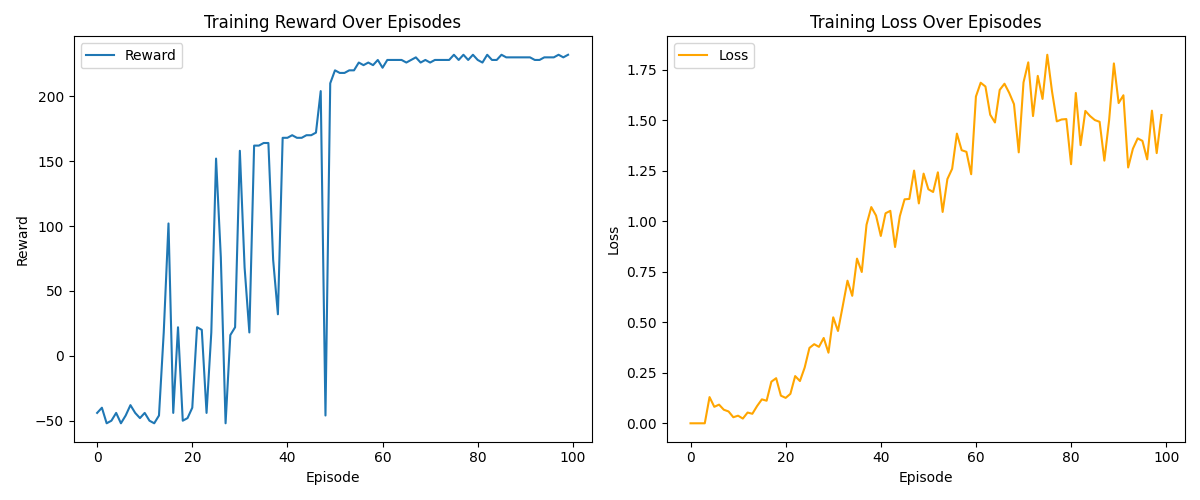 Training Reward Over Episodes
Reward
200
150
100
50
0
−50
Reward
0 20 40 60 80 100
Episode
Training Loss Over Episodes
Loss
1.75
1.50
1.25
1.00
0.75
0.50
0.25
0.00
Loss
0 20 40 60 80 100
Episode